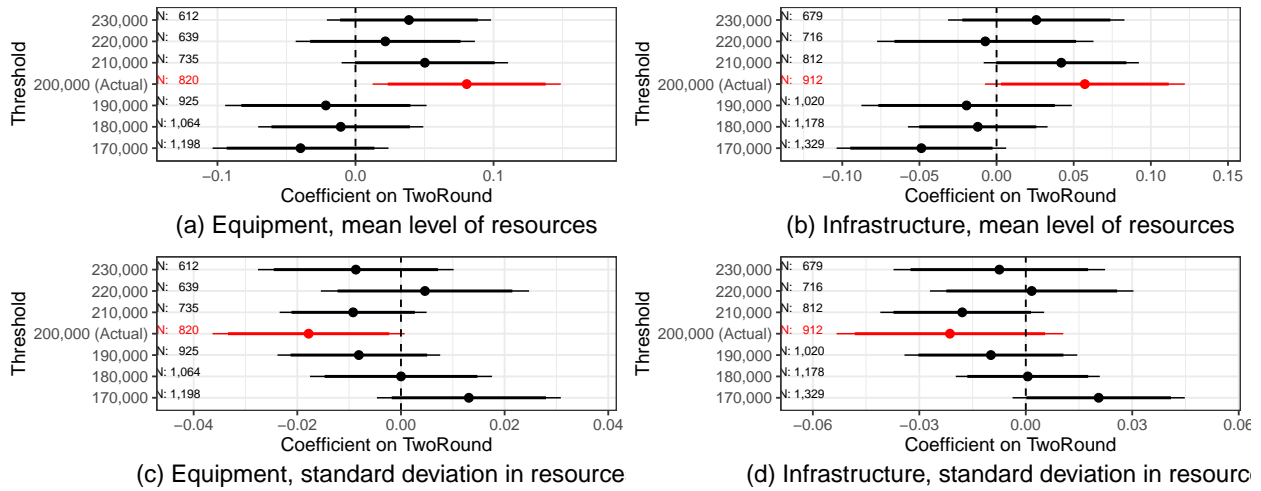 Threshold
230,000 N: 612
220,000 N: 639
210,000 N: 735
200,000 (Actual) N: 820
190,000 N: 925
180,000 N: 1,064
170,000 N: 1,198
−0.1 0.0 0.1
Coefficient on TwoRound
(a) Equipment, mean level of resources
Threshold
230,000 N: 679
220,000 N: 716
210,000 N: 812
200,000 (Actual) N: 912
190,000 N: 1,020
180,000 N: 1,178
170,000 N: 1,329
−0.10 −0.05 0.00 0.05 0.10 0.15
Coefficient on TwoRound
(b) Infrastructure, mean level of resources
Threshold
230,000 N: 612
220,000 N: 639
210,000 N: 735
200,000 (Actual) N: 820
190,000 N: 925
180,000 N: 1,064
170,000 N: 1,198
−0.04 −0.02 0.00 0.02 0.04
Coefficient on TwoRound
(c) Equipment, standard deviation in resource
Threshold
230,000 N: 679
220,000 N: 716
210,000 N: 812
200,000 (Actual) N: 912
190,000 N: 1,020
180,000 N: 1,178
170,000 N: 1,329
−0.06 −0.03 0.00 0.03 0.06
Coefficient on TwoRound
(d) Infrastructure, standard deviation in resourc